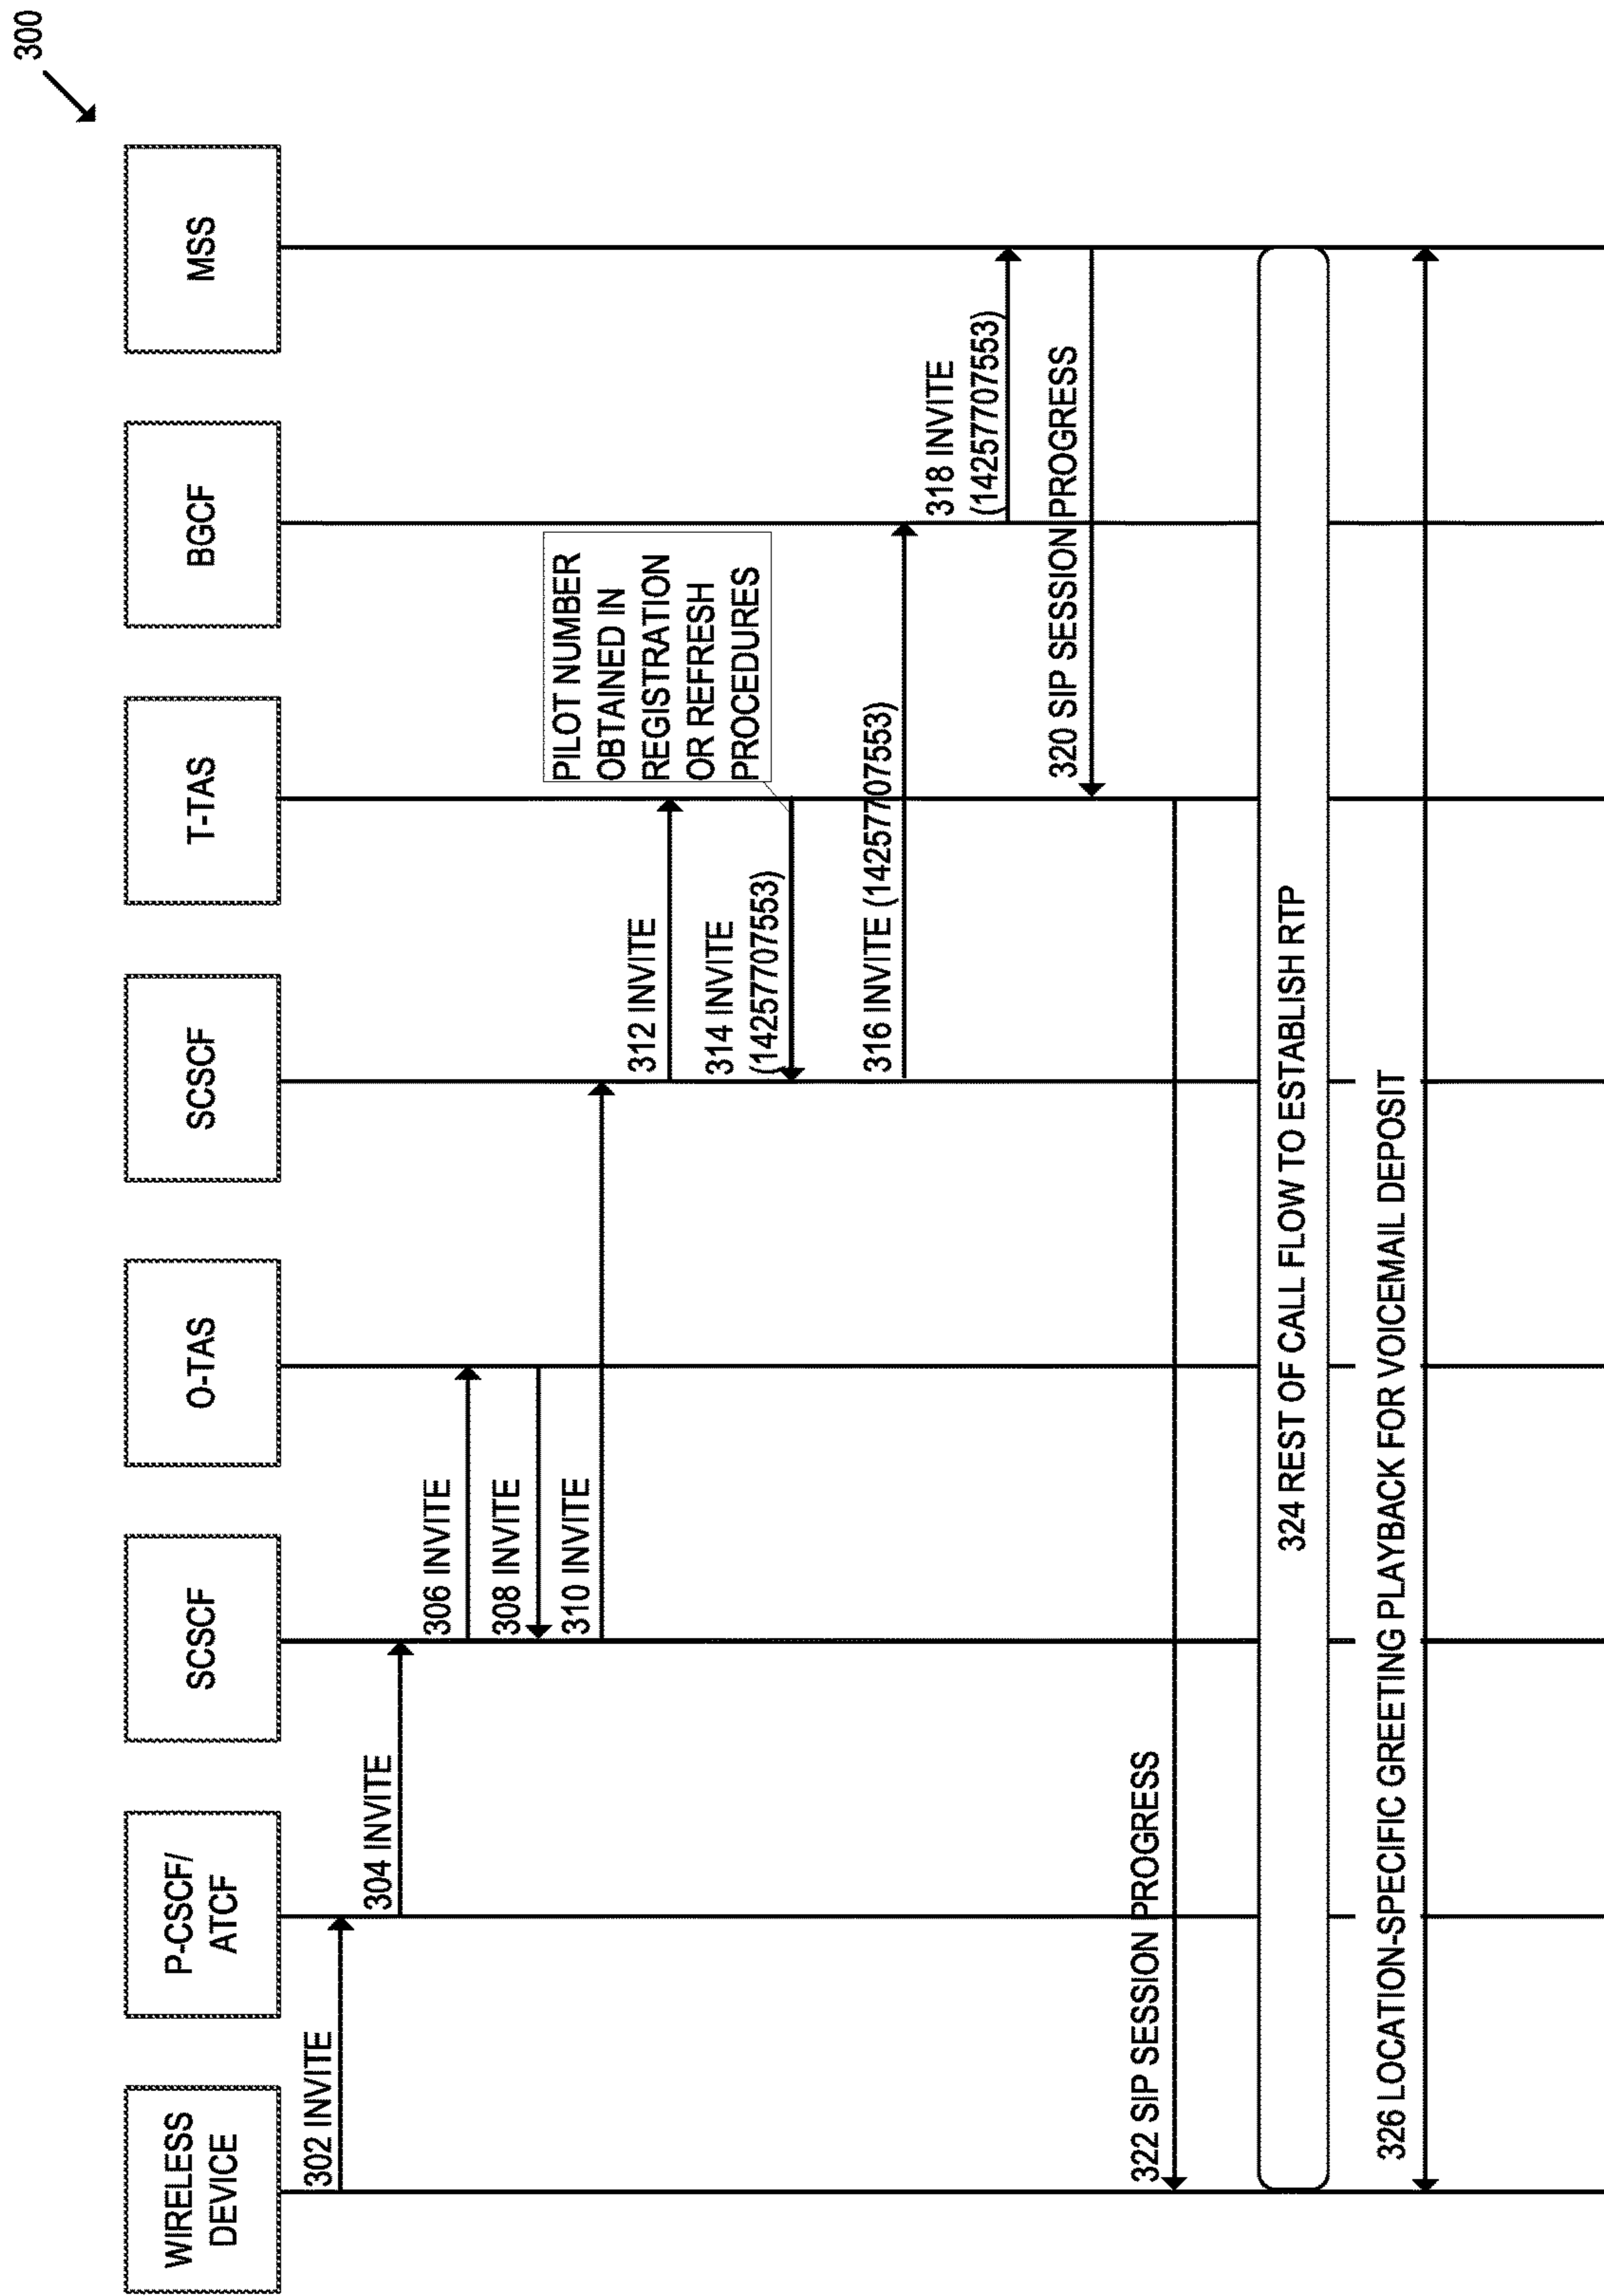 300
WIRELESS
DEVICE
P-CSCF/
ATCF
SCSCF
O-TAS
SCSCF
T-TAS
BGCF
MSS
302 INVITE
304 INVITE
306 INVITE
308 INVITE
310 INVITE
312 INVITE
PILOT NUMBER
OBTAINED IN
REGISTRATION
OR REFRESH
PROCEDURES
314 INVITE
(14257707553)
316 INVITE (14257707553)
318 INVITE
(14257707553)
320 SIP SESSION PROGRESS
322 SIP SESSION PROGRESS
324 REST OF CALL FLOW TO ESTABLISH RTP
326 LOCATION-SPECIFIC GREETING PLAYBACK FOR VOICEMAIL DEPOSIT